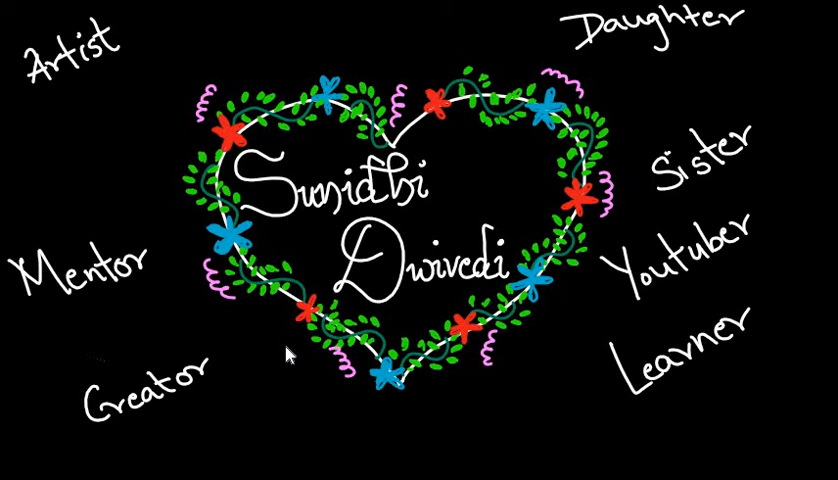 Artist
Daughter
Sunidhi
Dwivedi
Sister
Mentor
Youtuber
Creator
Learner